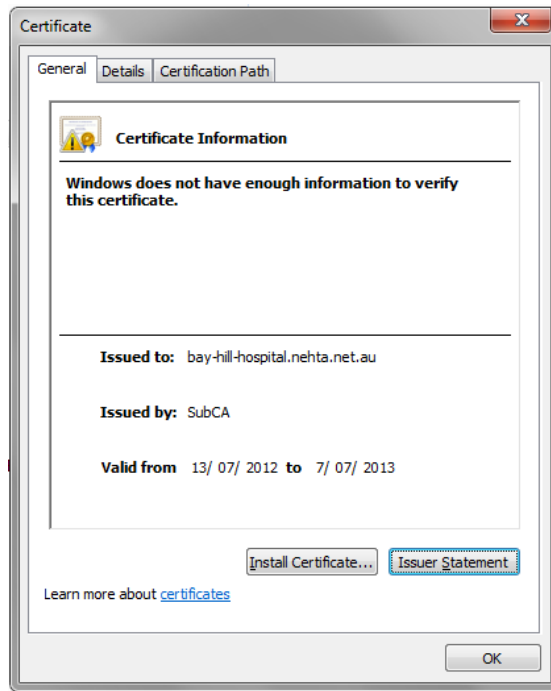 Certificate
General Details Certification Path
Certificate Information
Windows does not have enough information to verify
this certificate.
Issued to: bay-hill-hospital.nehta.net.au
Issued by: SubCA
Valid from 13/ 07/ 2012 to 7/ 07/ 2013
Install Certificate... Issuer Statement
Learn more about certificates
OK